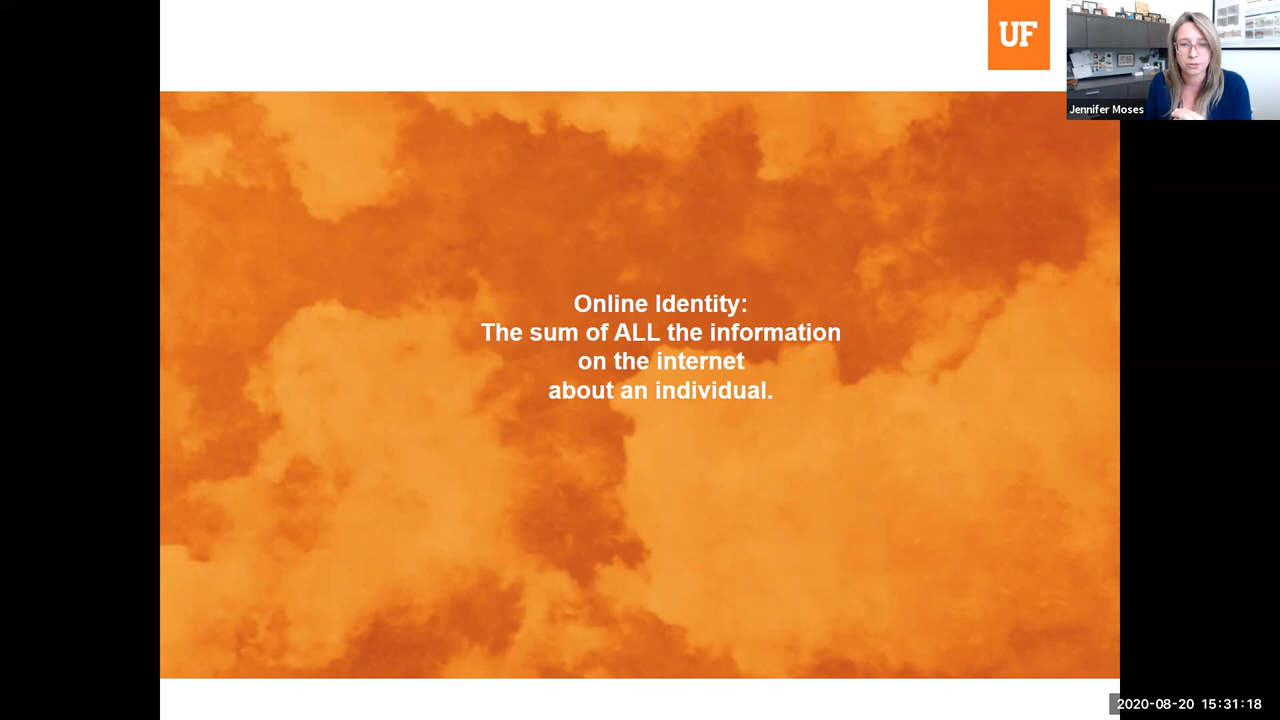 UF
Jennifer Moses
Online Identity:
The sum of ALL the information
on the internet
about an individual.
2020-08-20 15:31:18